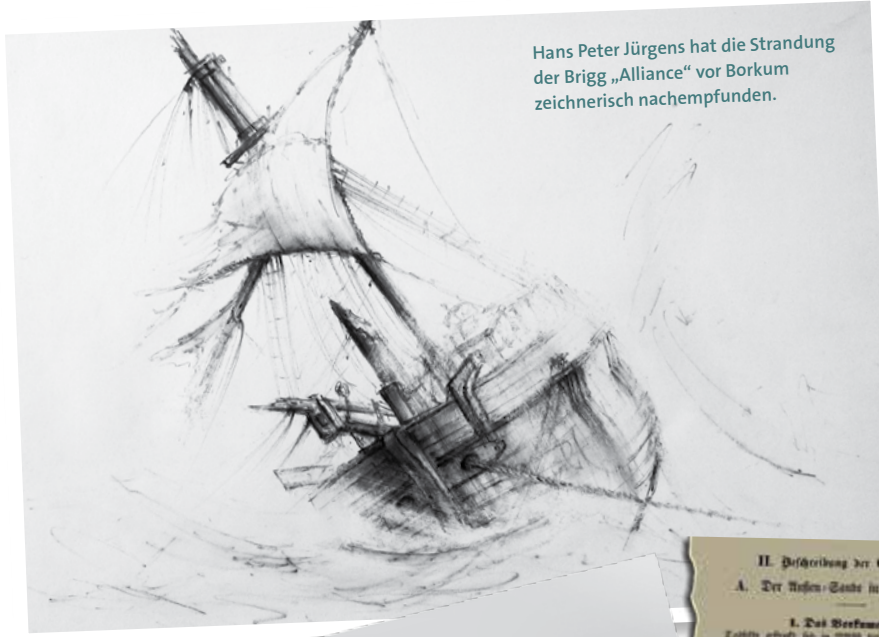 Hans Peter Jürgens hat die Strandung
der Brigg „Alliance“ vor Borkum
zeichnerisch nachempfunden.
II. Beschreibung der
A. Der Außen-Sande in
I. Das Borkum